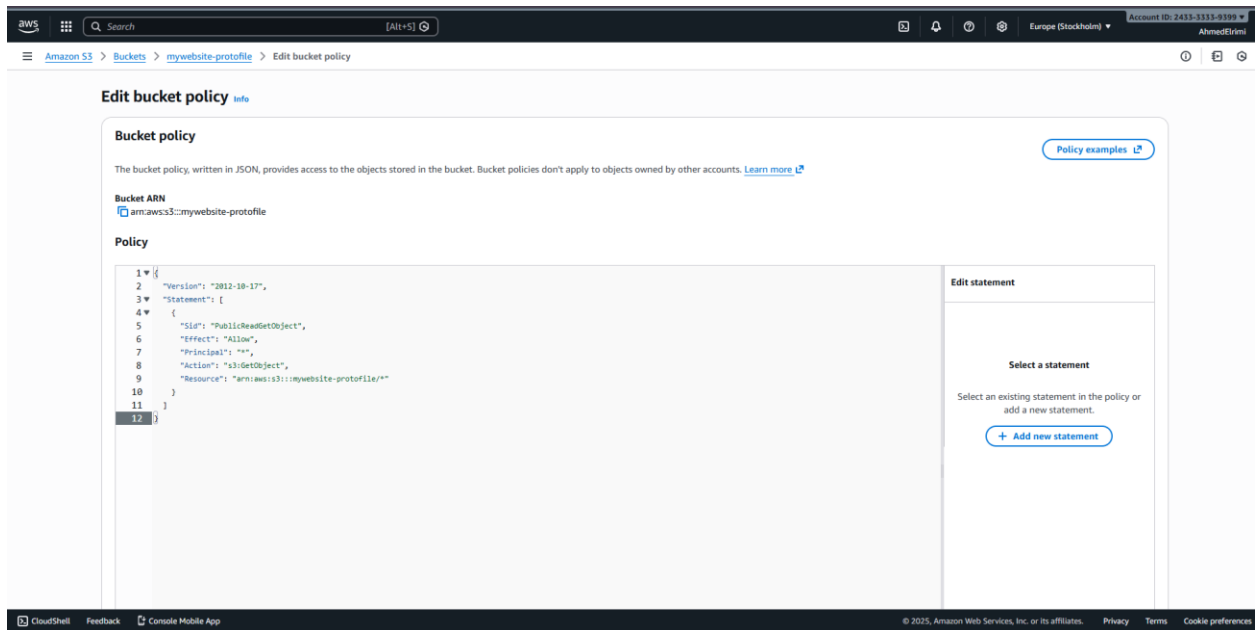 aws
Search [Alt+S]
Europe (Stockholm) ▼
Account ID: 2433-3333-9399 ▼
AhmedElrimi
Amazon S3 > Buckets > mywebsite-protofile > Edit bucket policy
Edit bucket policy Info
Bucket policy
Policy examples
The bucket policy, written in JSON, provides access to the objects stored in the bucket. Bucket policies don't apply to objects owned by other accounts. Learn more
Bucket ARN
arn:aws:s3:::mywebsite-protofile
Policy
1 {
2 "Version": "2012-10-17",
3 "Statement": [
4 {
5 "Sid": "PublicReadGetObject",
6 "Effect": "Allow",
7 "Principal": "*",
8 "Action": "s3:GetObject",
9 "Resource": "arn:aws:s3:::mywebsite-protofile/*"
10 }
11 ]
12 }
Edit statement
Select a statement
Select an existing statement in the policy or
add a new statement.
+ Add new statement
CloudShell Feedback Console Mobile App © 2025, Amazon Web Services, Inc. or its affiliates. Privacy Terms Cookie preferences